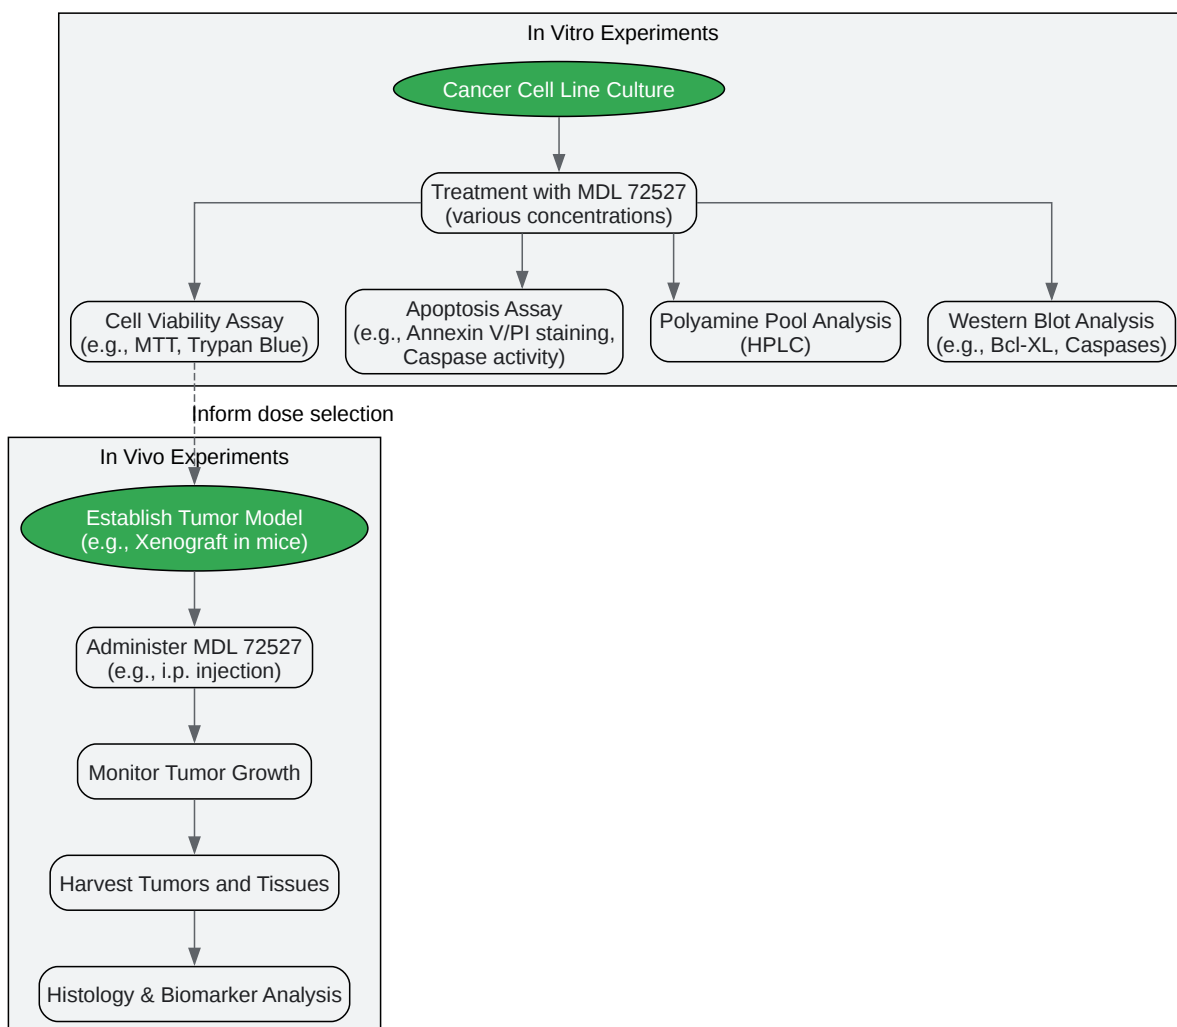 In Vitro Experiments
Cancer Cell Line Culture
Treatment with MDL 72527
(various concentrations)
Cell Viability Assay
(e.g., MTT, Trypan Blue)
Apoptosis Assay
(e.g., Annexin V/PI staining,
Caspase activity)
Polyamine Pool Analysis
(HPLC)
Western Blot Analysis
(e.g., Bcl-XL, Caspases)
Inform dose selection
In Vivo Experiments
Establish Tumor Model
(e.g., Xenograft in mice)
Administer MDL 72527
(e.g., i.p. injection)
Monitor Tumor Growth
Harvest Tumors and Tissues
Histology & Biomarker Analysis